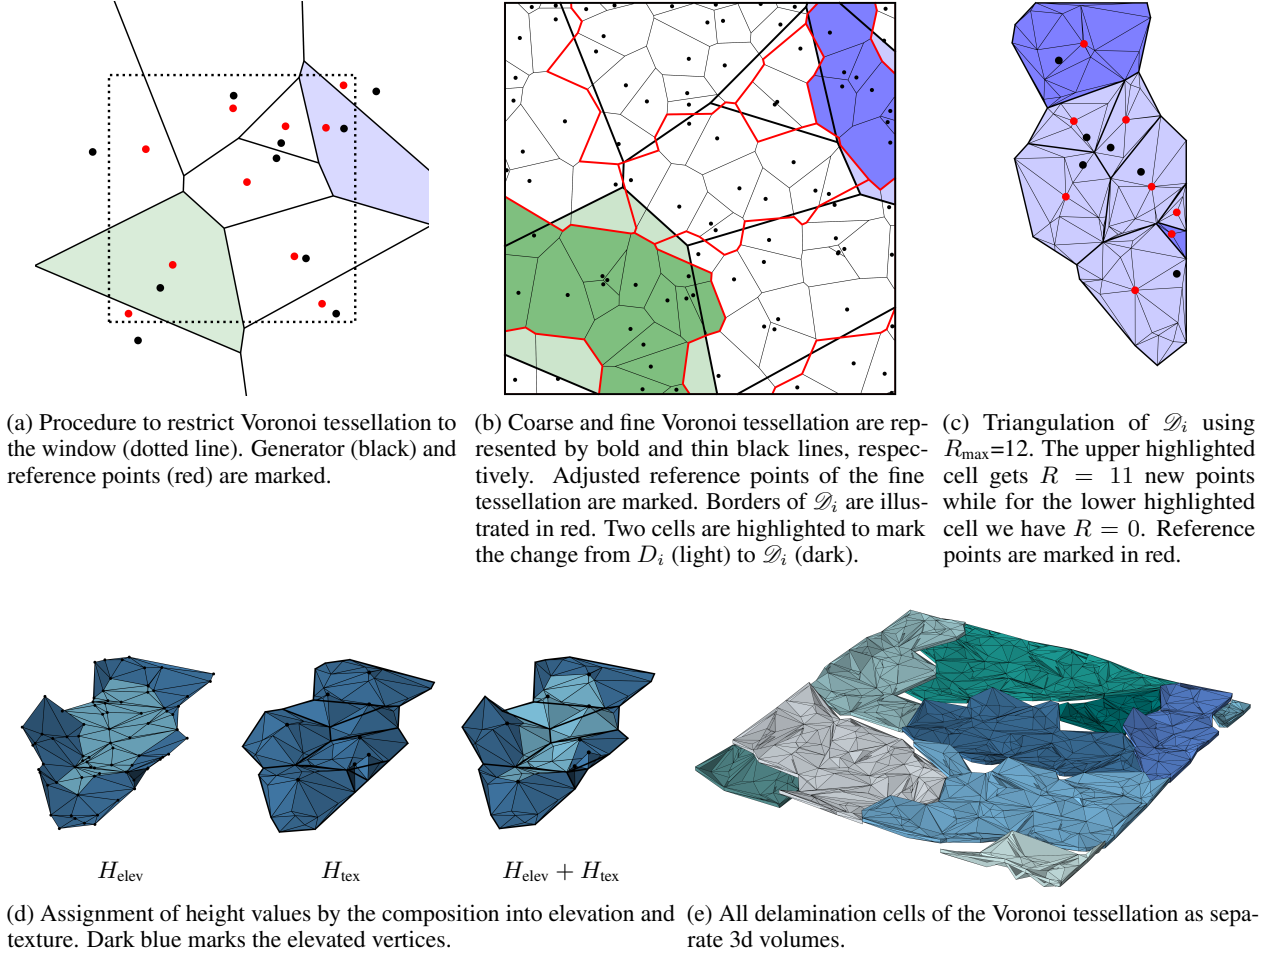 (a) Procedure to restrict Voronoi tessellation to
the window (dotted line). Generator (black) and
reference points (red) are marked.
(b) Coarse and fine Voronoi tessellation are rep-
resented by bold and thin black lines, respec-
tively. Adjusted reference points of the fine
tessellation are marked. Borders of 𝒟i are illus-
trated in red. Two cells are highlighted to mark
the change from Di (light) to 𝒟i (dark).
(c) Triangulation of 𝒟i using
Rmax=12. The upper highlighted
cell gets R = 11 new points
while for the lower highlighted
cell we have R = 0. Reference
points are marked in red.
Helev
Htex
Helev + Htex
(d) Assignment of height values by the composition into elevation and
texture. Dark blue marks the elevated vertices.
(e) All delamination cells of the Voronoi tessellation as sepa-
rate 3d volumes.